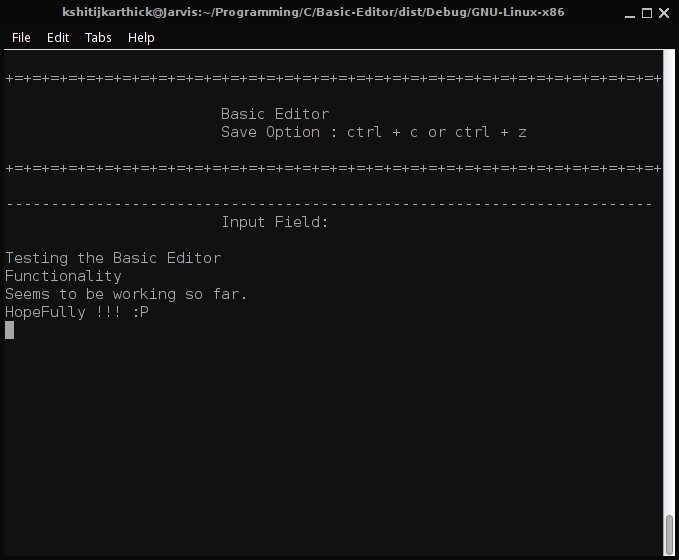 kshitijkarthick@Jarvis:~/Programming/C/Basic-Editor/dist/Debug/GNU-Linux-x86
File Edit Tabs Help
+=+=+=+=+=+=+=+=+=+=+=+=+=+=+=+=+=+=+=+=+=+=+=+=+=+=+=+=+=+=+=+=+=+=+=+=+
Basic Editor
Save Option : ctrl + c or ctrl + z
+=+=+=+=+=+=+=+=+=+=+=+=+=+=+=+=+=+=+=+=+=+=+=+=+=+=+=+=+=+=+=+=+=+=+=+=+
------------------------------------------------------------------------
Input Field:
Testing the Basic Editor
Functionality
Seems to be working so far.
HopeFully !!! :P